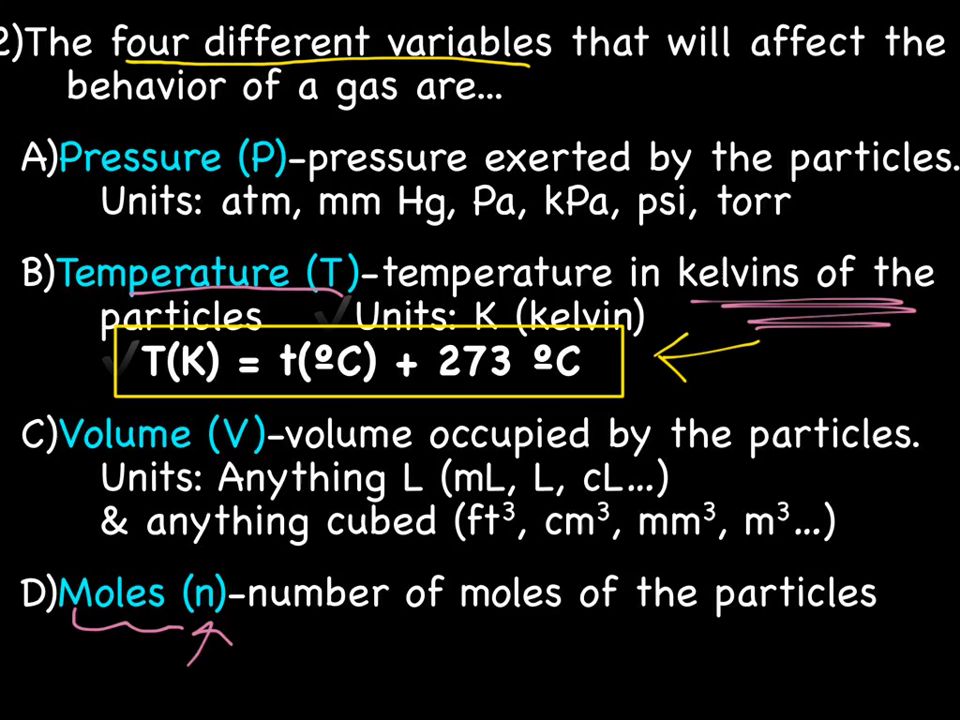 2)The four different variables that will affect the
behavior of a gas are...
A)Pressure (P)-pressure exerted by the particles.
Units: atm, mm Hg, Pa, kPa, psi, torr
B)Temperature (T)-temperature in kelvins of the
particles ✓Units: K (kelvin)
✓T(K) = t(ºC) + 273 ºC
C)Volume (V)-volume occupied by the particles.
Units: Anything L (mL, L, cL...)
& anything cubed (ft³, cm³, mm³, m³...)
D)Moles (n)-number of moles of the particles